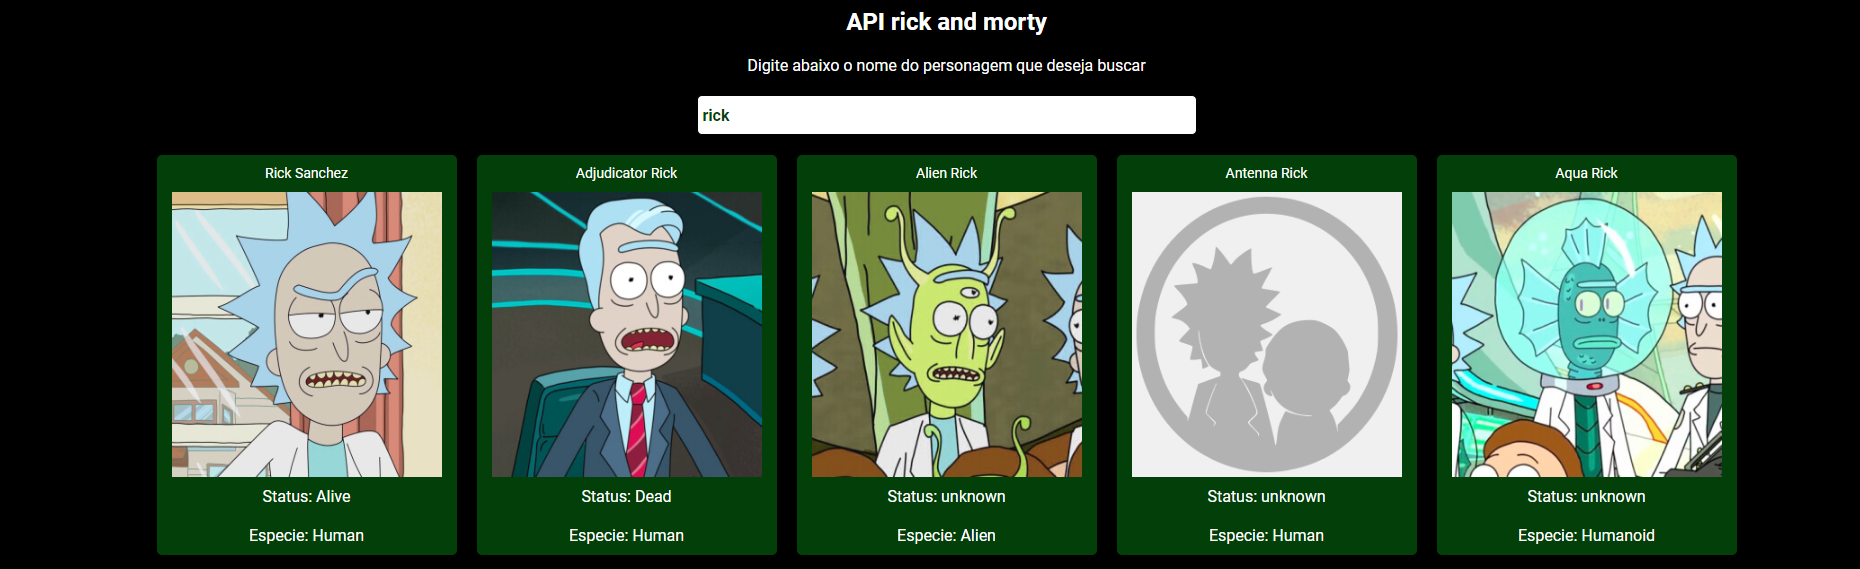 API rick and morty
Digite abaixo o nome do personagem que deseja buscar
rick
Rick Sanchez
Status: Alive
Especie: Human
Adjudicator Rick
Status: Dead
Especie: Human
Alien Rick
Status: unknown
Especie: Alien
Antenna Rick
Status: unknown
Especie: Human
Aqua Rick
Status: unknown
Especie: Humanoid